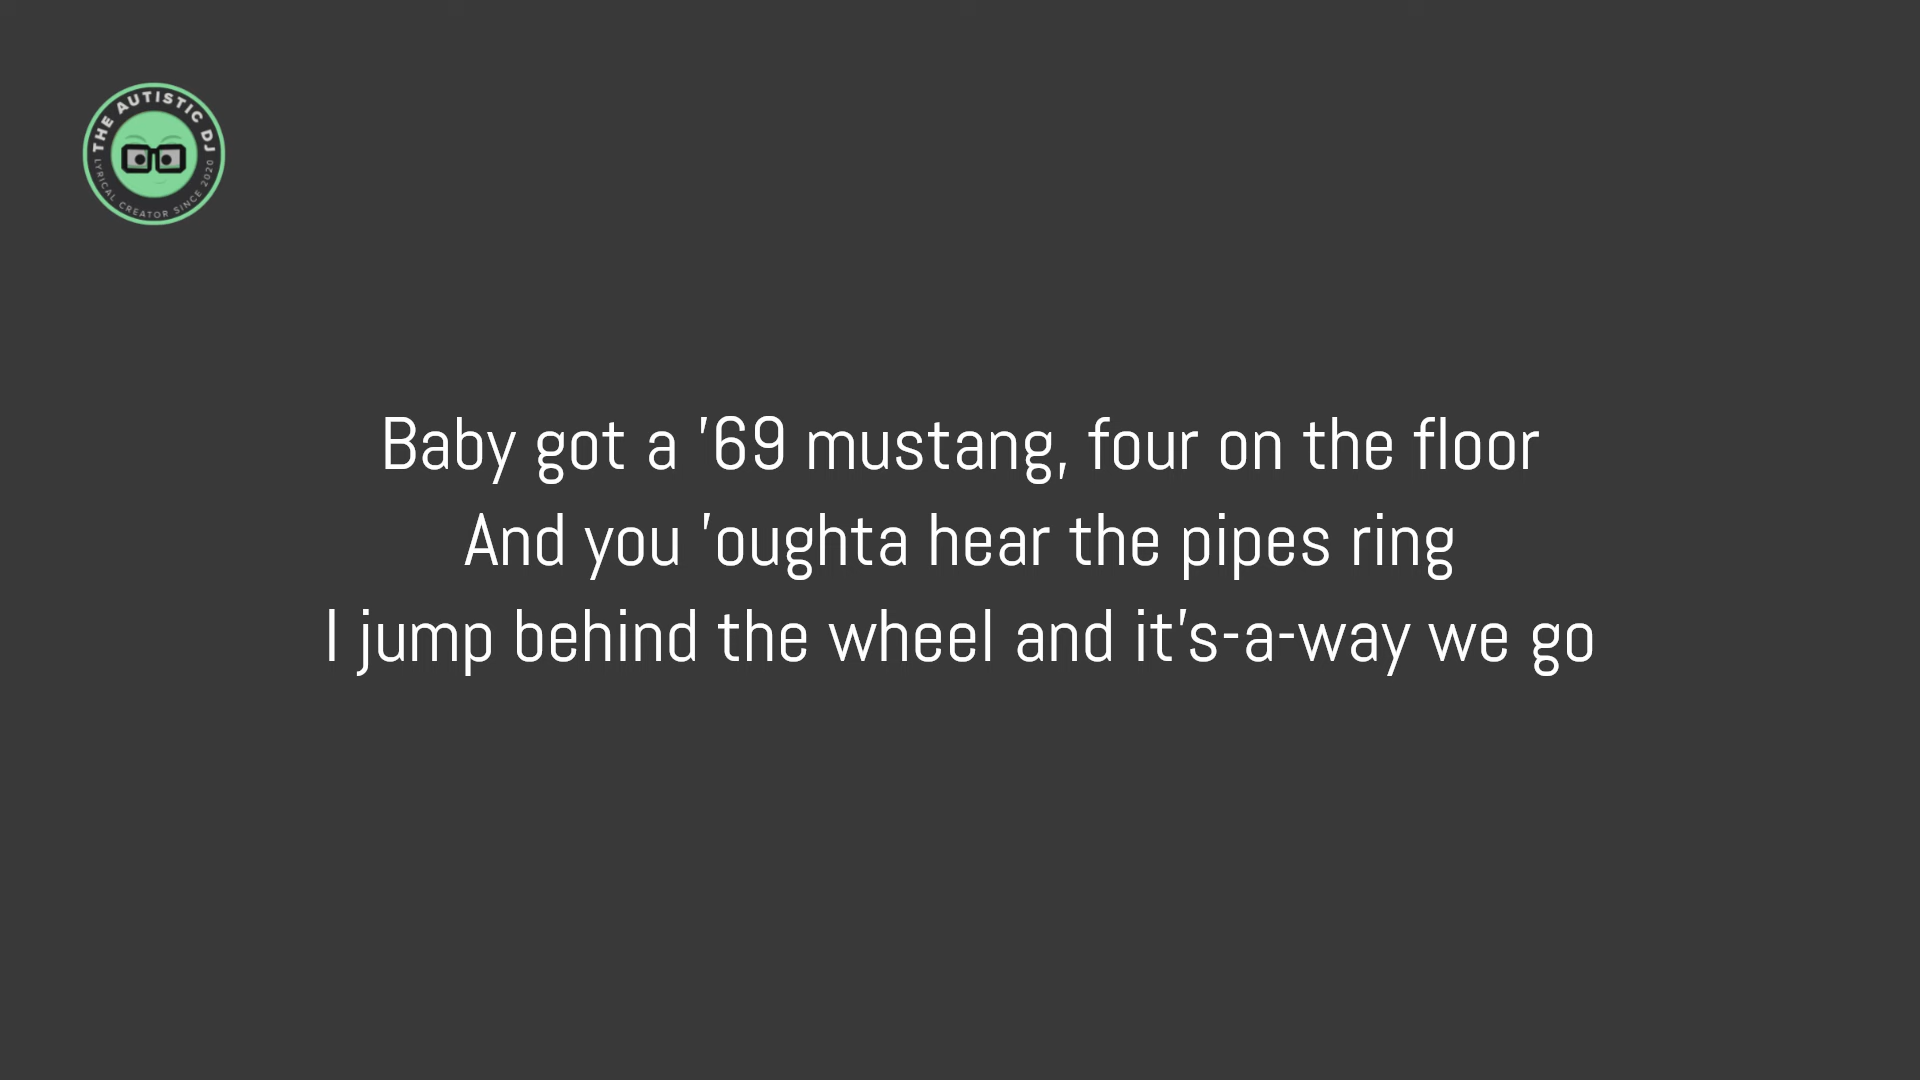 THE AUTISTIC DJ
LYRICAL CREATOR SINCE 2020
Baby got a '69 mustang, four on the floor
And you 'oughta hear the pipes ring
I jump behind the wheel and it's-a-way we go